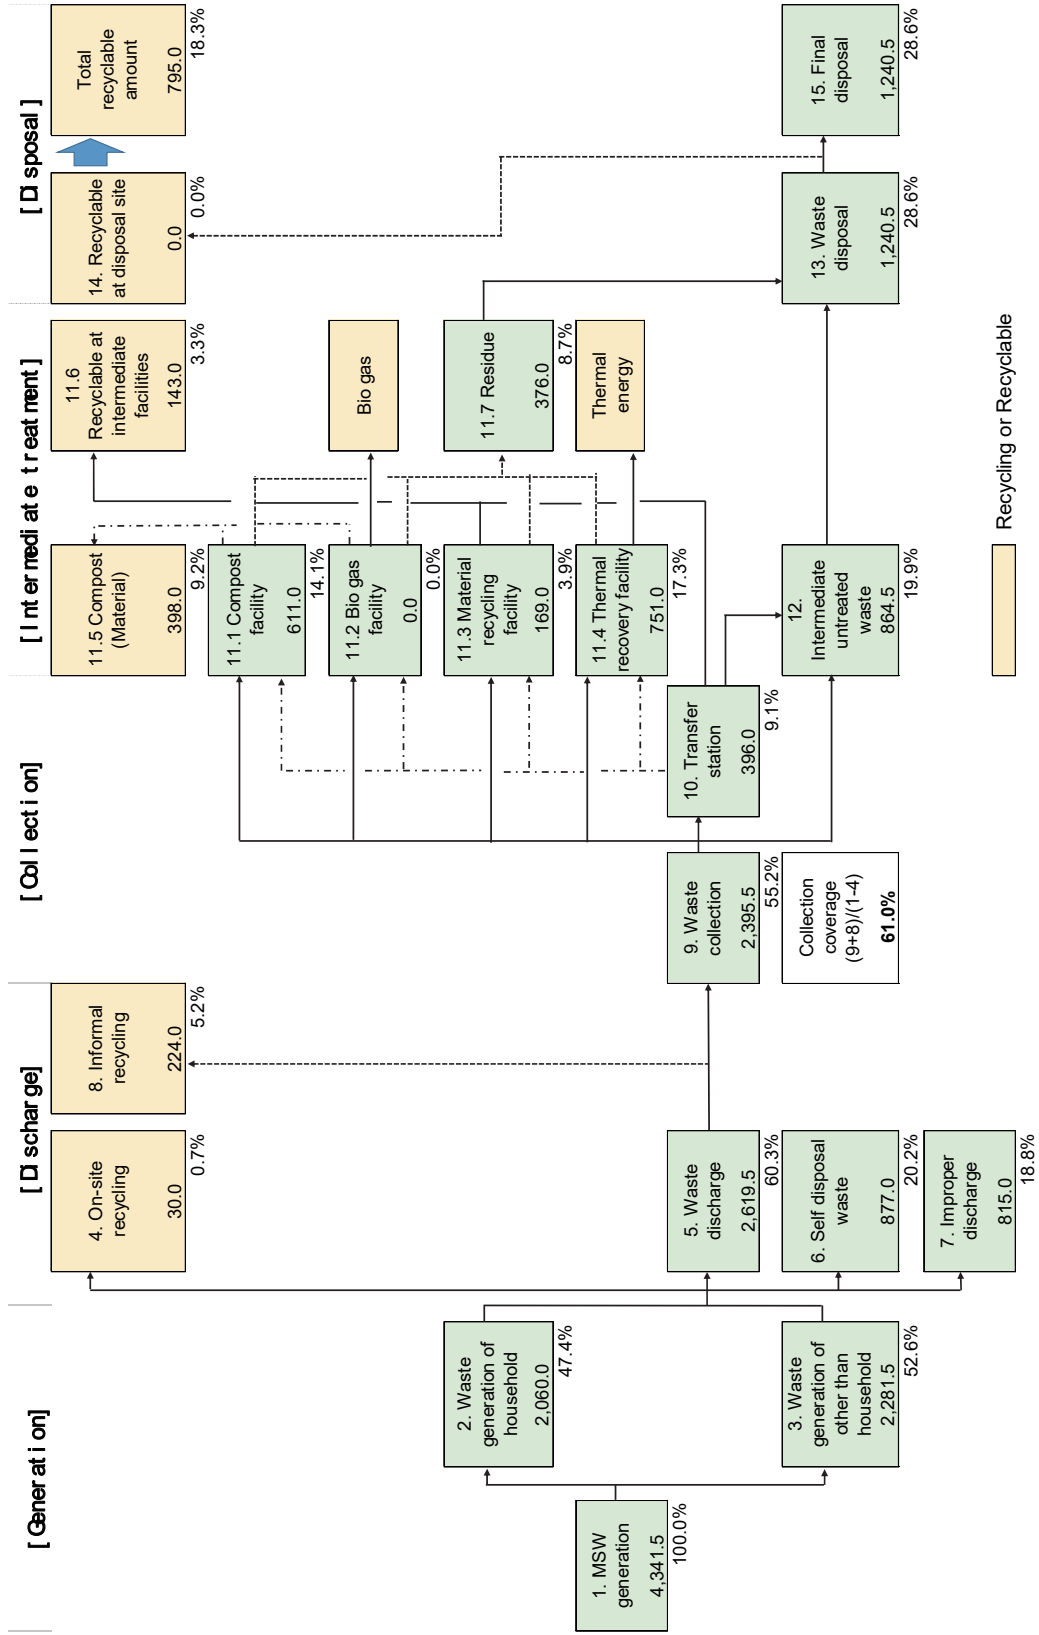 [Generation]
[Discharge]
[Collection]
[Intermediate treatment]
[Disposal]
1. MSW
generation
4,341.5
100.0%
2. Waste
generation of
household
2,060.0
47.4%
3. Waste
generation of
other than
household
2,281.5
52.6%
4. On-site
recycling
30.0
0.7%
5. Waste
discharge
2,619.5
60.3%
6. Self disposal
waste
877.0
20.2%
7. Improper
discharge
815.0
18.8%
8. Informal
recycling
224.0
5.2%
9. Waste
collection
2,395.5
55.2%
Collection
coverage
(9+8)/(1-4)
61.0%
10. Transfer
station
396.0
9.1%
11.5 Compost
(Material)
398.0
9.2%
11.1 Compost
facility
611.0
14.1%
11.2 Bio gas
facility
0.0
0.0%
11.3 Material
recycling
facility
169.0
3.9%
11.4 Thermal
recovery facility
751.0
17.3%
12.
Intermediate
untreated
waste
864.5
19.9%
11.6
Recyclable at
intermediate
facilities
143.0
3.3%
Bio gas
11.7 Residue
376.0
8.7%
Thermal
energy
14. Recyclable
at disposal site
0.0
0.0%
13. Waste
disposal
1,240.5
28.6%
Total
recyclable
amount
795.0
18.3%
15. Final
disposal
1,240.5
28.6%
Recycling or Recyclable